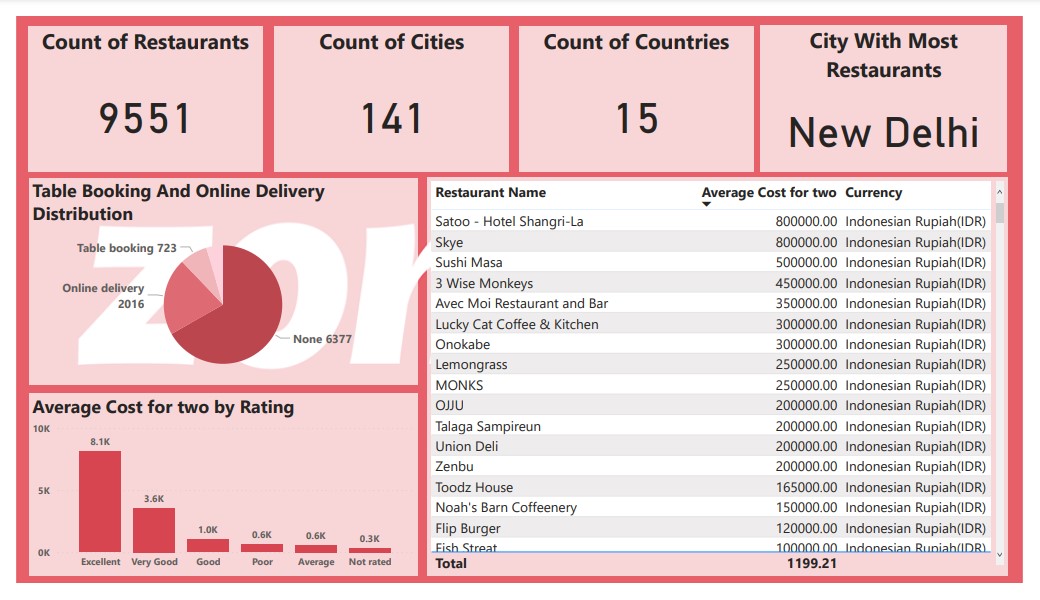 Count of Restaurants
9551
Count of Cities
141
Count of Countries
15
City With Most
Restaurants
New Delhi
Table Booking And Online Delivery
Distribution
zom
Table booking 723
Online delivery
2016
None 6377
Average Cost for two by Rating
10K
5K
0K
8.1K
3.6K
1.0K
0.6K
0.6K
0.3K
Excellent Very Good Good Poor Average Not rated
Restaurant Name Average Cost for two Currency
Satoo - Hotel Shangri-La 800000.00 Indonesian Rupiah(IDR)
Skye 800000.00 Indonesian Rupiah(IDR)
Sushi Masa 500000.00 Indonesian Rupiah(IDR)
3 Wise Monkeys 450000.00 Indonesian Rupiah(IDR)
Avec Moi Restaurant and Bar 350000.00 Indonesian Rupiah(IDR)
Lucky Cat Coffee & Kitchen 300000.00 Indonesian Rupiah(IDR)
Onokabe 300000.00 Indonesian Rupiah(IDR)
Lemongrass 250000.00 Indonesian Rupiah(IDR)
MONKS 250000.00 Indonesian Rupiah(IDR)
OJJU 200000.00 Indonesian Rupiah(IDR)
Talaga Sampireun 200000.00 Indonesian Rupiah(IDR)
Union Deli 200000.00 Indonesian Rupiah(IDR)
Zenbu 200000.00 Indonesian Rupiah(IDR)
Toodz House 165000.00 Indonesian Rupiah(IDR)
Noah's Barn Coffeenery 150000.00 Indonesian Rupiah(IDR)
Flip Burger 120000.00 Indonesian Rupiah(IDR)
Fish Streat 100000.00 Indonesian Rupiah(IDR)
Total 1199.21